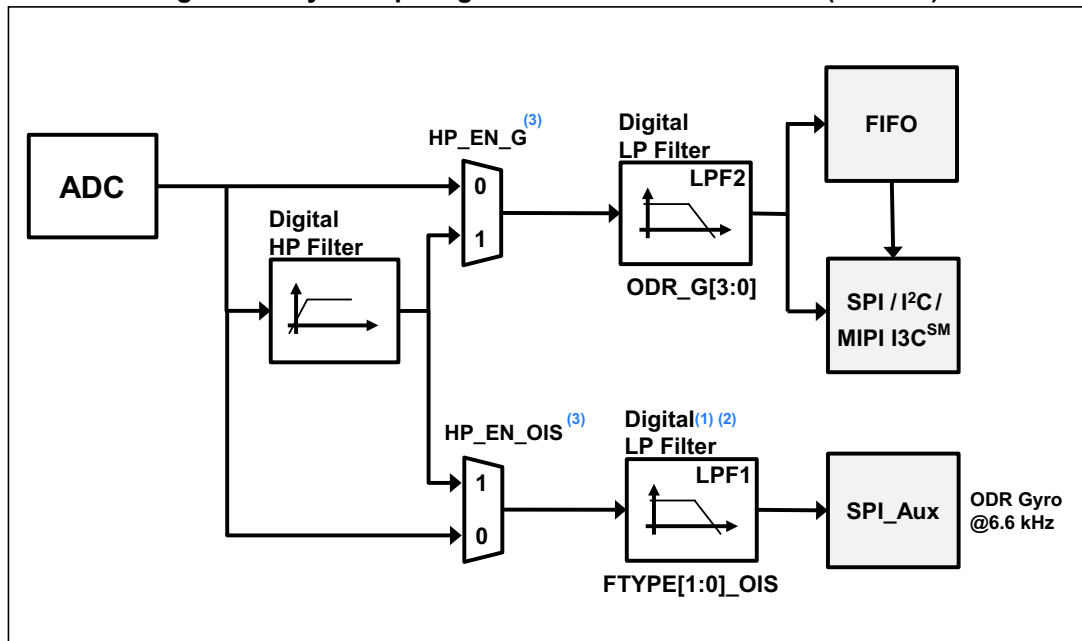 ADC
HP_EN_G (3)
0
1
Digital
HP Filter
Digital
LP Filter
LPF2
ODR_G[3:0]
FIFO
SPI / I²C /
MIPI I3C^SM
HP_EN_OIS (3)
1
0
Digital(1) (2)
LP Filter
LPF1
FTYPE[1:0]_OIS
SPI_Aux
ODR Gyro
@6.6 kHz